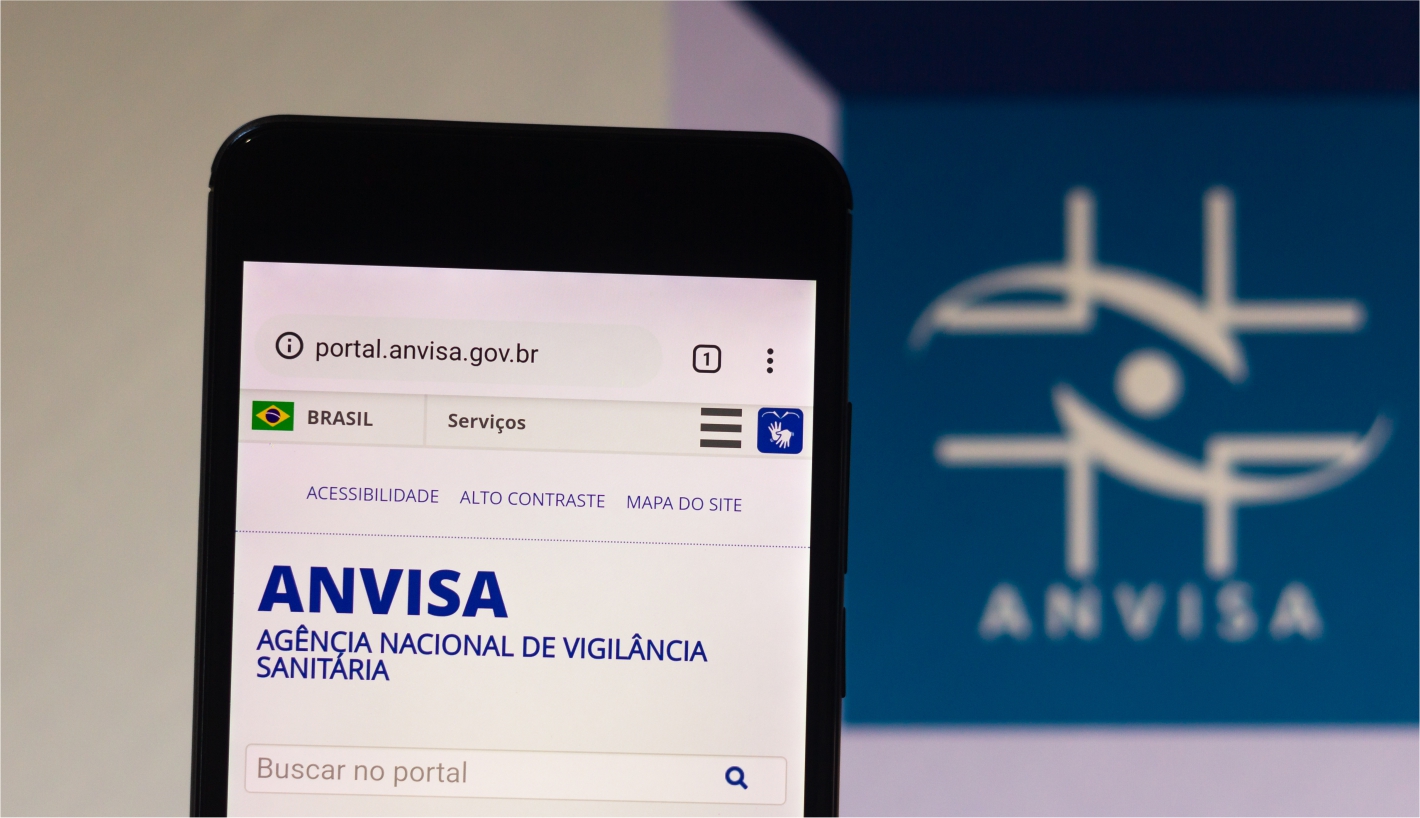 portal.anvisa.gov.br
1
BRASIL
Serviços
ACESSIBILIDADE ALTO CONTRASTE MAPA DO SITE
ANVISA
AGÊNCIA NACIONAL DE VIGILÂNCIA
SANITÁRIA
Buscar no portal
ANVISA